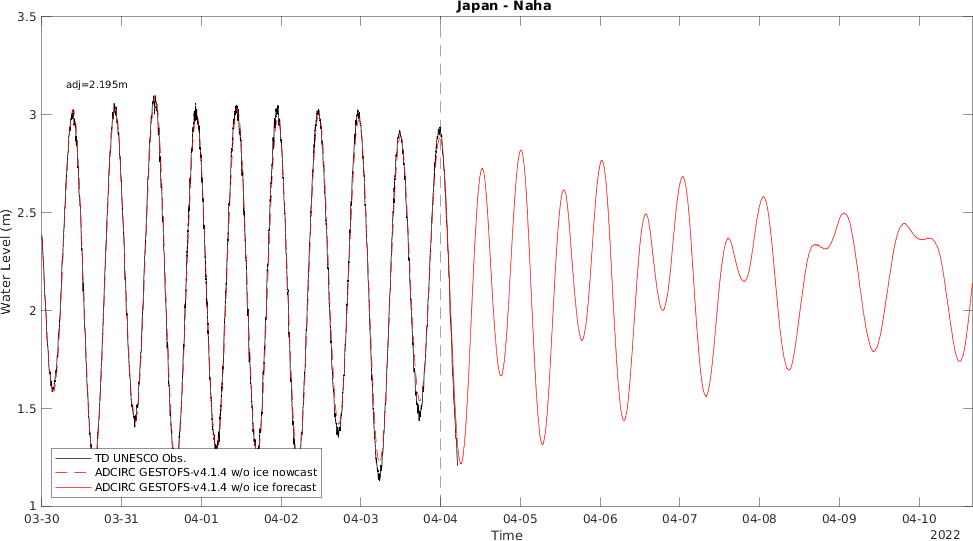 Japan - Naha
3.5
adj=2.195m
3
2.5
Water Level (m)
2
1.5
TD UNESCO Obs.
ADCIRC GESTOFS-v4.1.4 w/o ice nowcast
ADCIRC GESTOFS-v4.1.4 w/o ice forecast
1
03-30 03-31 04-01 04-02 04-03 04-04 04-05 04-06 04-07 04-08 04-09 04-10
Time
2022